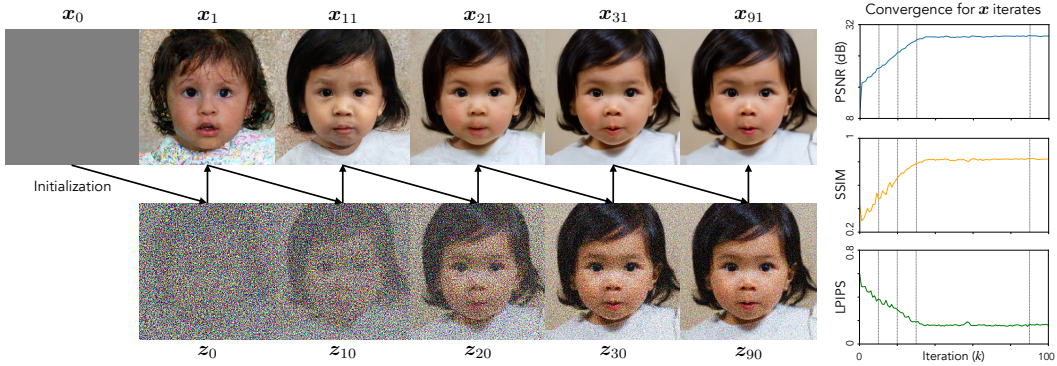 x₀ x₁ x₁₁ x₂₁ x₃₁ x₉₁
Initialization
z₀ z₁₀ z₂₀ z₃₀ z₉₀
Convergence for x iterates
32
PSNR (dB)
8
1
SSIM
0.2
0.8
LPIPS
0
0 Iteration (k) 100